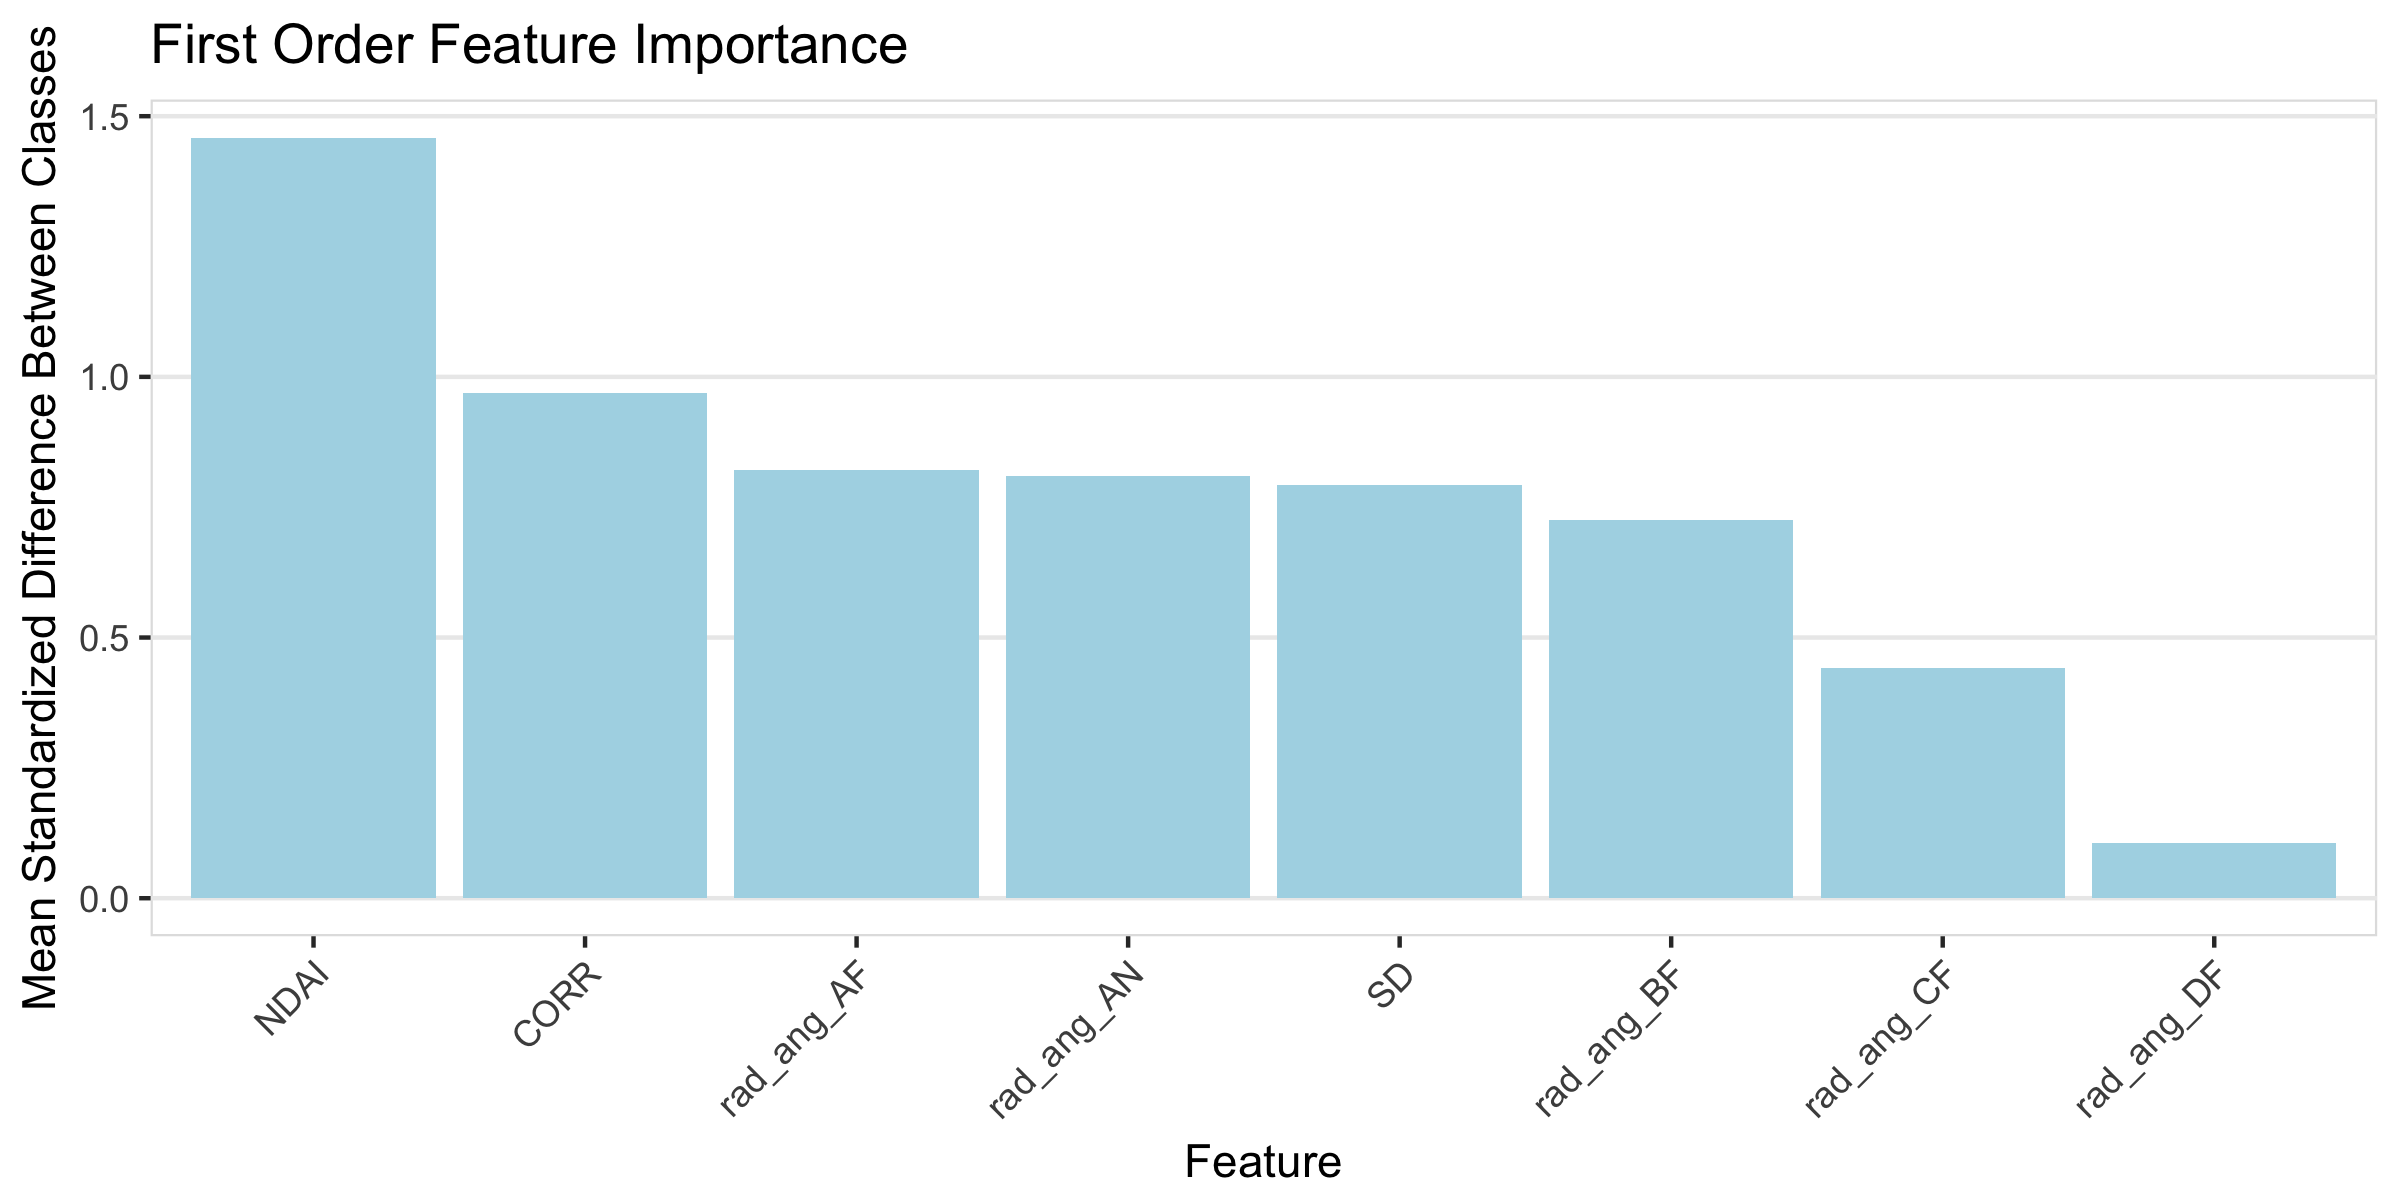 First Order Feature Importance
Mean Standardized Difference Between Classes
1.5
1.0
0.5
0.0
NDAI
CORR
rad_ang_AF
rad_ang_AN
SD
rad_ang_BF
rad_ang_CF
rad_ang_DF
Feature